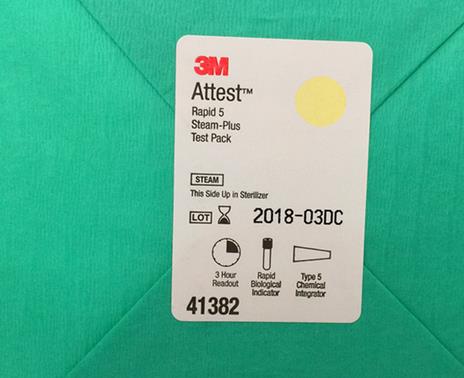 3M
Attest™
Rapid 5
Steam-Plus
Test Pack
STEAM
This Side Up in Sterilizer
LOT 2018-03DC
3 Hour
Readout
Rapid
Biological
Indicator
Type 5
Chemical
Integrator
41382